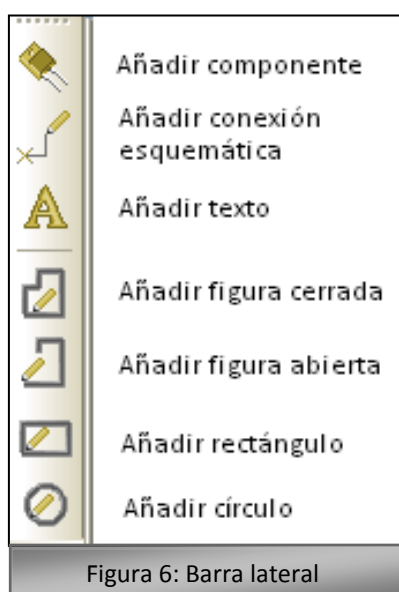 Añadir componente
Añadir conexión
esquemática
Añadir texto
Añadir figura cerrada
Añadir figura abierta
Añadir rectángulo
Añadir círculo
Figura 6: Barra lateral